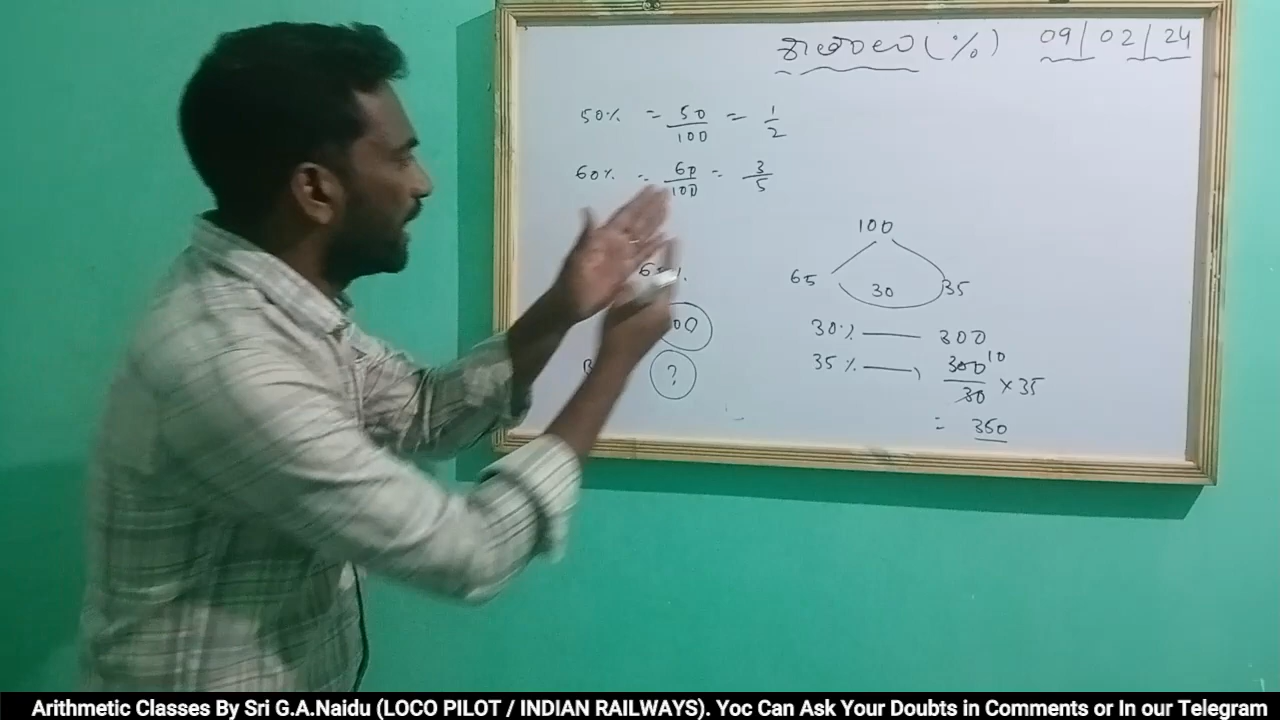 శాతాలు (%) 09/02/24
50% = 50/100 = 1/2
60% = 60/100 = 3/5
100
65 30 35
30% — 300
35% — 300/30 10 × 35
?
= 350
Arithmetic Classes By Sri G.A.Naidu (LOCO PILOT / INDIAN RAILWAYS). Yoc Can Ask Your Doubts in Comments or In our Telegram